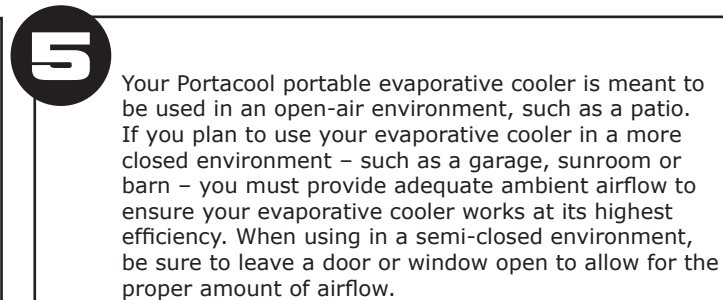 5
Your Portacool portable evaporative cooler is meant to
be used in an open-air environment, such as a patio.
If you plan to use your evaporative cooler in a more
closed environment – such as a garage, sunroom or
barn – you must provide adequate ambient airflow to
ensure your evaporative cooler works at its highest
efficiency. When using in a semi-closed environment,
be sure to leave a door or window open to allow for the
proper amount of airflow.